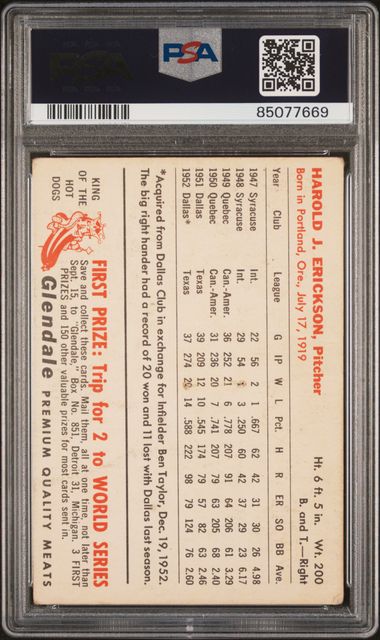 PSA
85077669
HAROLD J. ERICKSON, Pitcher
Born in Portland, Ore., July 17, 1919
Ht. 6 ft. 5 in. Wt. 200
B. and T.—Right
Year Club League G IP W L Pct. H R ER SO BB Ave.
1947 Syracuse Int. 22 56 2 1 .667 62 42 31 30 26 4.98
1948 Syracuse Int. 29 54 1 3 .250 60 42 37 29 23 6.17
1949 Quebec Can.-Amer. 36 252 21 6 .778 207 91 64 206 61 3.29
1950 Quebec Can.-Amer. 31 236 20 7 .741 207 79 207 81
1951 Dallas Texas 39 209 12 10 .545 174 79 57 82 63 2.46
1952 Dallas* Texas 37 274 20 14 .588 222 98 79 124 76 2.60
*Acquired from Dallas Club in exchange for Infielder Ben Taylor, Dec. 19, 1952.
The big right hander had a record of 20 won and 11 lost with Dallas last season.
KING
OF THE
HOT
DOGS
FIRST PRIZE: Trip for 2 to WORLD SERIES
Save and collect these cards. Mail them, all at one time, not later than
Sept. 15, to "Glendale," Box No. 851, Detroit 31, Michigan. 3 FIRST
PRIZES and 150 other valuable prizes for most cards sent in.
Glendale PREMIUM QUALITY MEATS